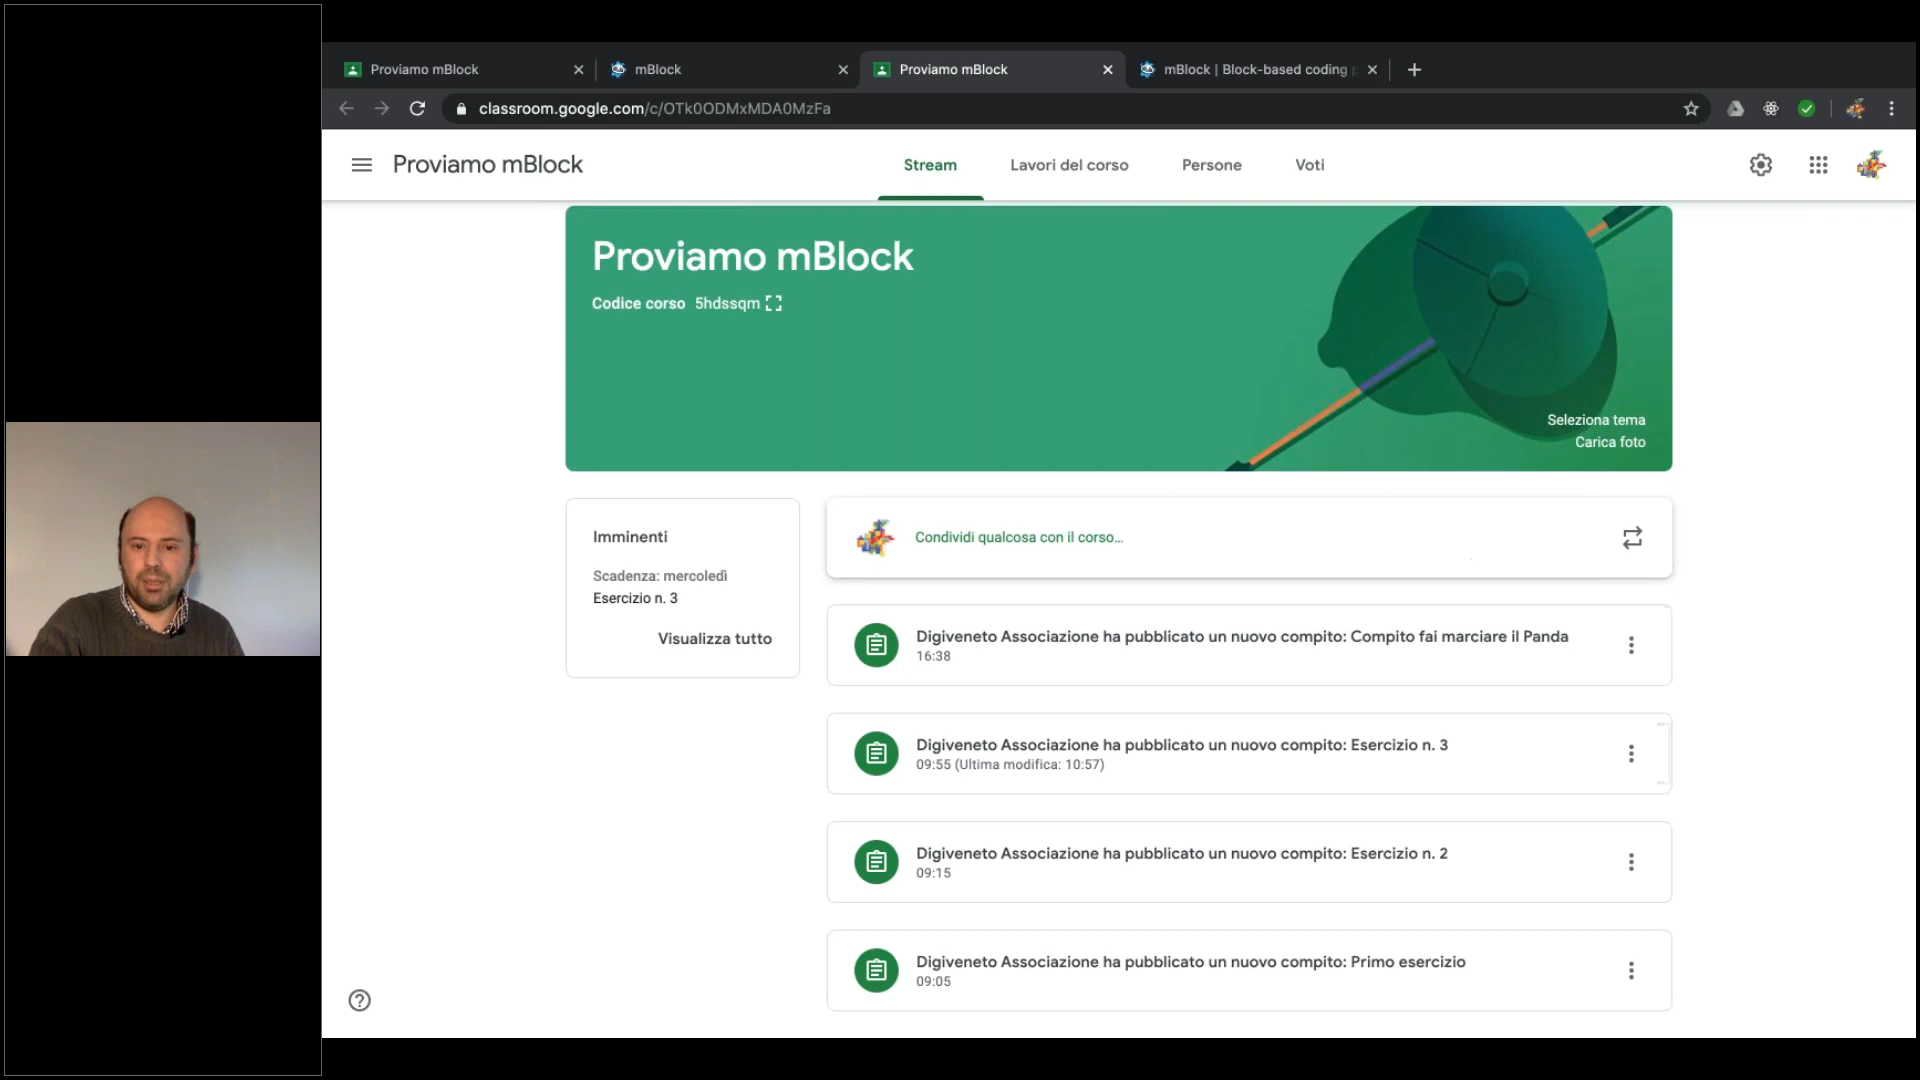 Proviamo mBlock
mBlock
Proviamo mBlock
mBlock | Block-based coding
classroom.google.com/c/OTk0ODMxMDA0MzFa
Proviamo mBlock
Stream
Lavori del corso
Persone
Voti
Proviamo mBlock
Codice corso 5hdssqm
Seleziona tema
Carica foto
Imminenti
Scadenza: mercoledì
Esercizio n. 3
Visualizza tutto
Condividi qualcosa con il corso…
Digiveneto Associazione ha pubblicato un nuovo compito: Compito fai marciare il Panda
16:38
Digiveneto Associazione ha pubblicato un nuovo compito: Esercizio n. 3
09:55 (Ultima modifica: 10:57)
Digiveneto Associazione ha pubblicato un nuovo compito: Esercizio n. 2
09:15
Digiveneto Associazione ha pubblicato un nuovo compito: Primo esercizio
09:05